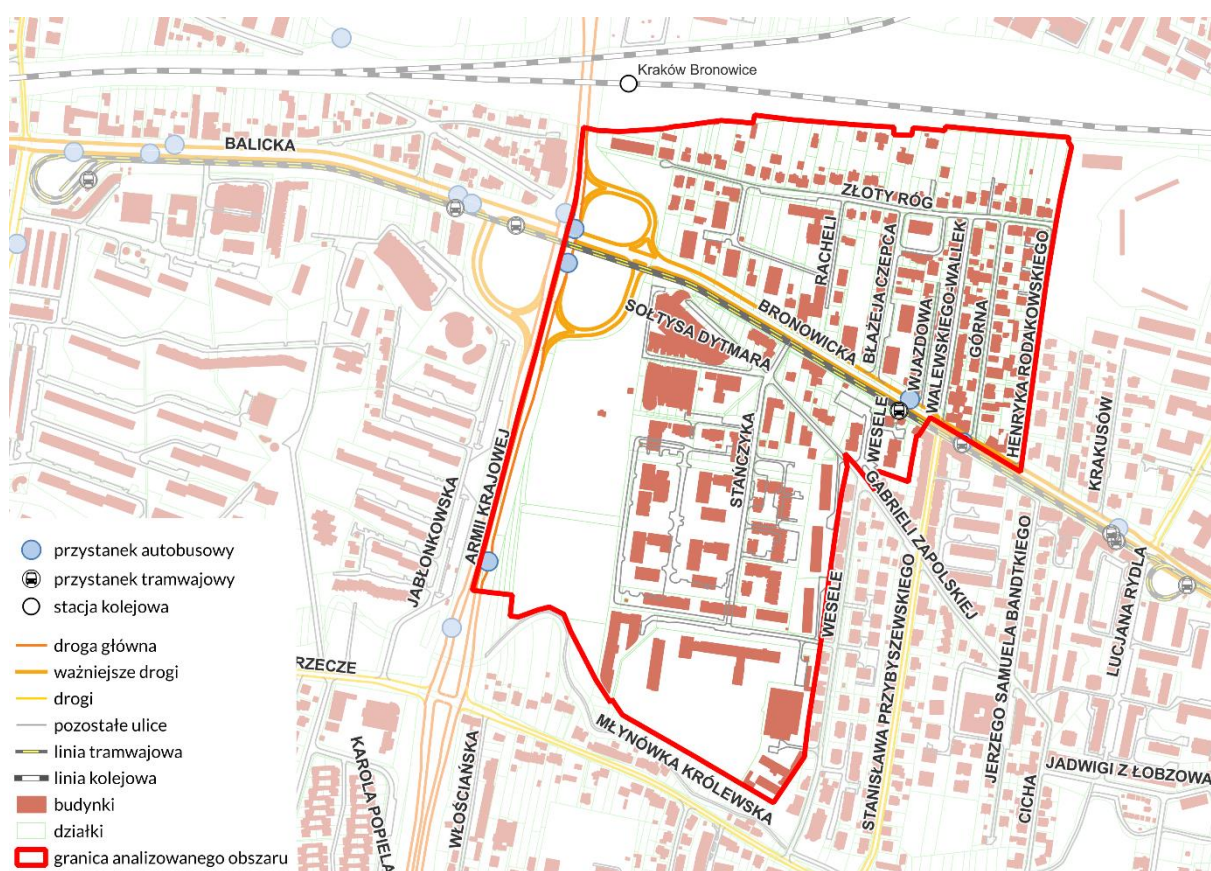 Kraków Bronowice
BALICKA
ZŁOTY RÓG
RACHELI
BŁAŻEJA CZEPCA
WJAZDOWA
WALEWSKIEGO-WALLEK
GÓRNA
HENRYKA RODAKOWSKIEGO
SOŁTYSA DYTMARA
BRONOWICKA
WESELE
STAŃCZYKA
GABRIELI ZAPOLSKIEJ
KRAKUSÓW
ARMII KRAJOWEJ
JABŁONKOWSKA
WESELE
STANISŁAWA PRZYBYSZEWSKIEGO
JERZEGO SAMUELA BANDTKIEGO
LUCJANA RYDLA
RZECZE
MŁYNÓWKA KRÓLEWSKA
KAROLA POPIELA
WŁOŚCIAŃSKA
CICHA
JADWIGI Z ŁOBZOWA
przystanek autobusowy
przystanek tramwajowy
stacja kolejowa
droga główna
ważniejsze drogi
drogi
pozostałe ulice
linia tramwajowa
linia kolejowa
budynki
działki
granica analizowanego obszaru